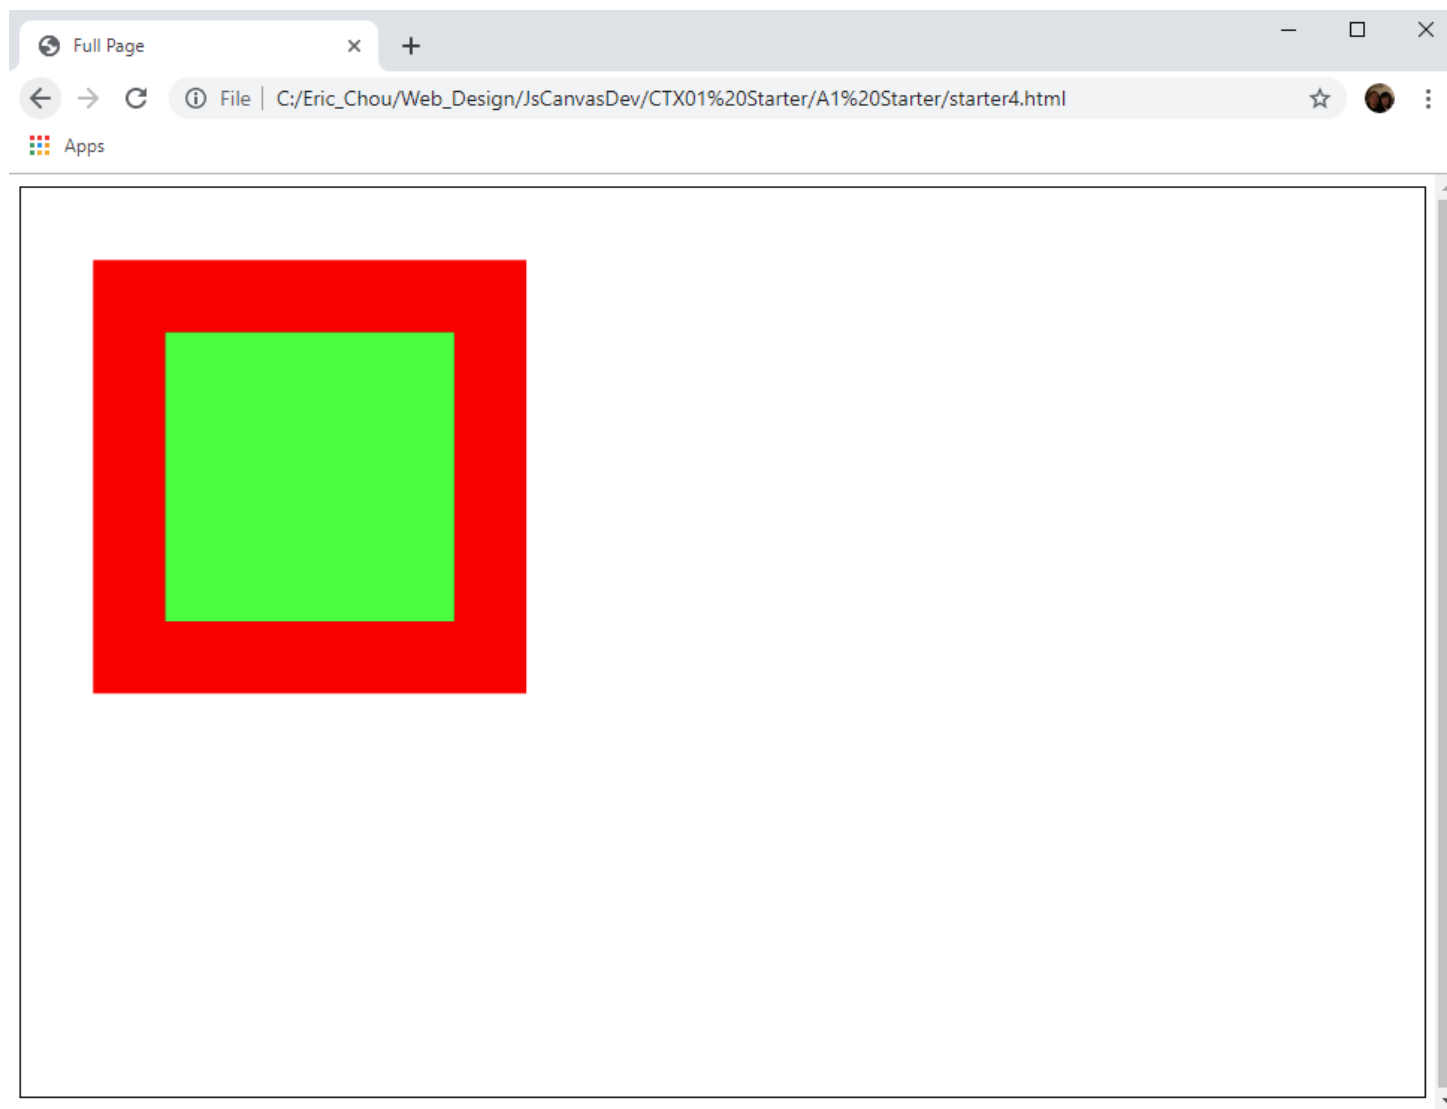 Full Page
File C:/Eric_Chou/Web_Design/JsCanvasDev/CTX01%20Starter/A1%20Starter/starter4.html
Apps